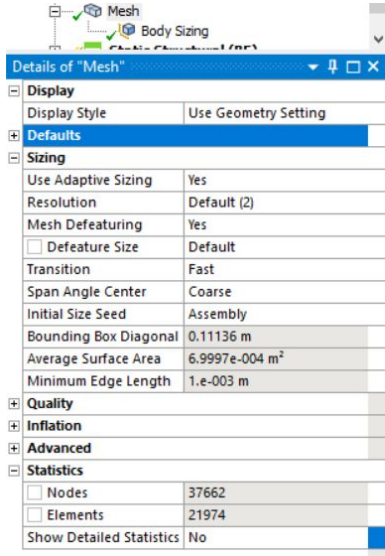 Mesh
Body Sizing
Static Structural (B5)
Details of "Mesh"
Display
Display Style Use Geometry Setting
Defaults
Sizing
Use Adaptive Sizing Yes
Resolution Default (2)
Mesh Defeaturing Yes
Defeature Size Default
Transition Fast
Span Angle Center Coarse
Initial Size Seed Assembly
Bounding Box Diagonal 0.11136 m
Average Surface Area 6.9997e-004 m²
Minimum Edge Length 1.e-003 m
Quality
Inflation
Advanced
Statistics
Nodes 37662
Elements 21974
Show Detailed Statistics No